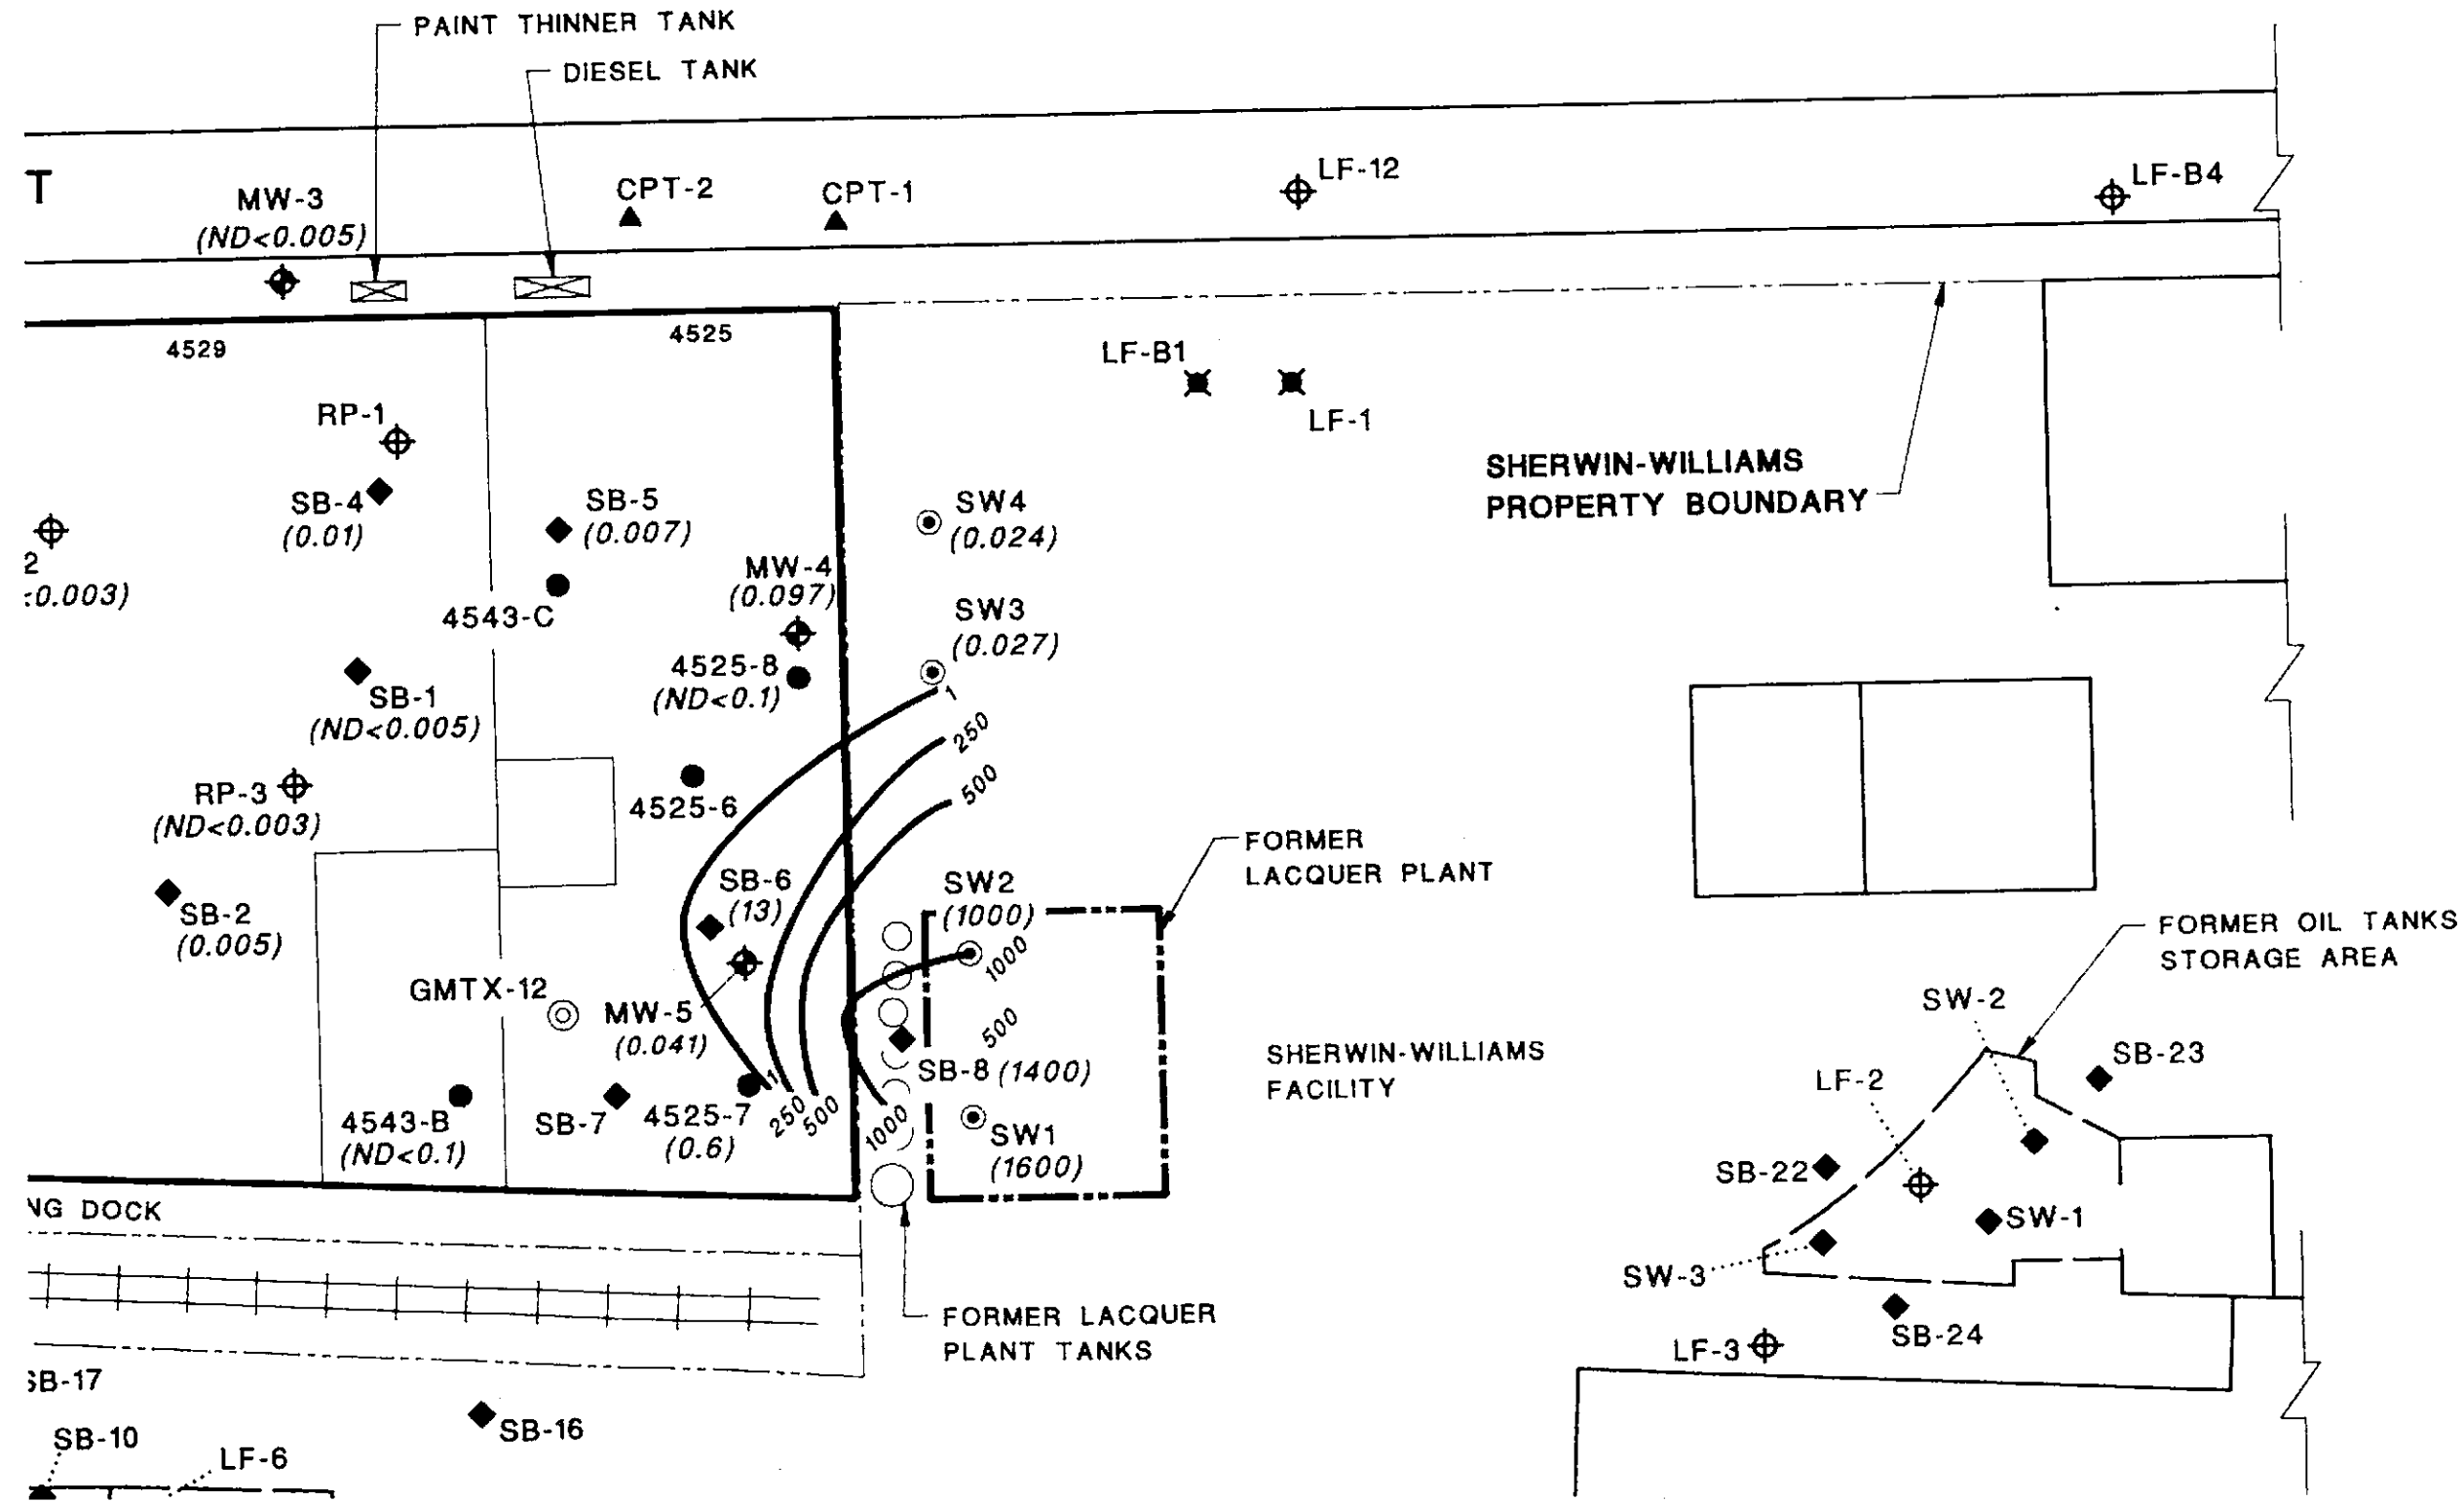 PAINT THINNER TANK
DIESEL TANK
T
MW-3
(ND<0.005)
CPT-2
CPT-1
LF-12
LF-B4
4529
4525
LF-B1
LF-1
RP-1
SHERWIN-WILLIAMS
PROPERTY BOUNDARY
SB-4
(0.01)
SB-5
(0.007)
SW4
(0.024)
2
<0.003)
MW-4
(0.097)
4543-C
SW3
(0.027)
4525-8
(ND<0.1)
SB-1
(ND<0.005)
1
250
500
RP-3
(ND<0.003)
4525-6
FORMER
LACQUER PLANT
SB-6
(13)
SW2
(1000)
SB-2
(0.005)
FORMER OIL TANKS
STORAGE AREA
1000
GMTX-12
MW-5
(0.041)
500
SW-2
SB-8 (1400)
SHERWIN-WILLIAMS
FACILITY
SB-23
LF-2
4543-B
(ND<0.1)
SB-7
4525-7
(0.6)
1
250
500
1000
SW1
(1600)
SB-22
SW-1
NG DOCK
SW-3
FORMER LACQUER
PLANT TANKS
SB-24
LF-3
SB-17
SB-16
SB-10
LF-6